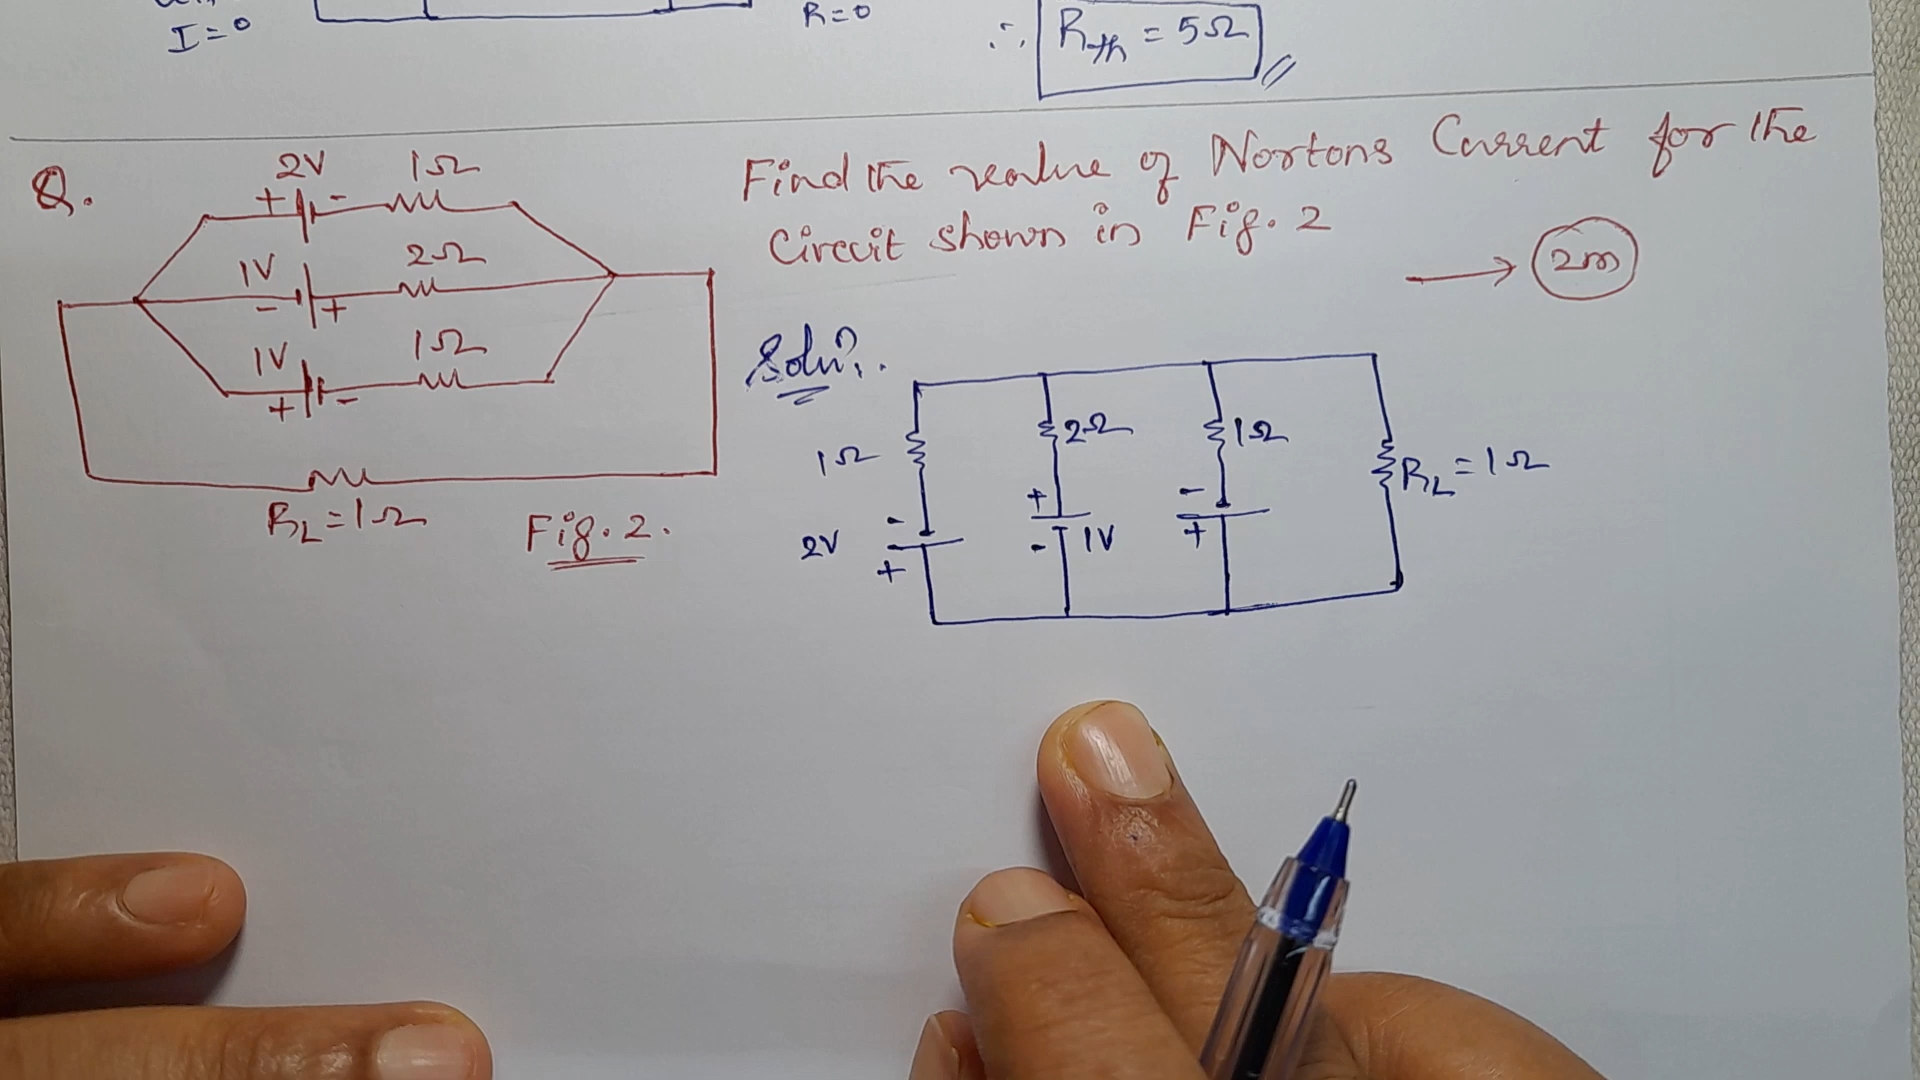 I=0
R=0
∴ Rth = 5Ω
Q.
2V 1Ω
+ -
1V 2Ω
- +
1V 1Ω
+ -
RL=1Ω
Fig.2.
Find the value of Nortons Current for the
Circuit shown in Fig.2
→ 2m
Soln:.
1Ω 2Ω 1Ω RL=1Ω
- + -
2V 1V
+ - +